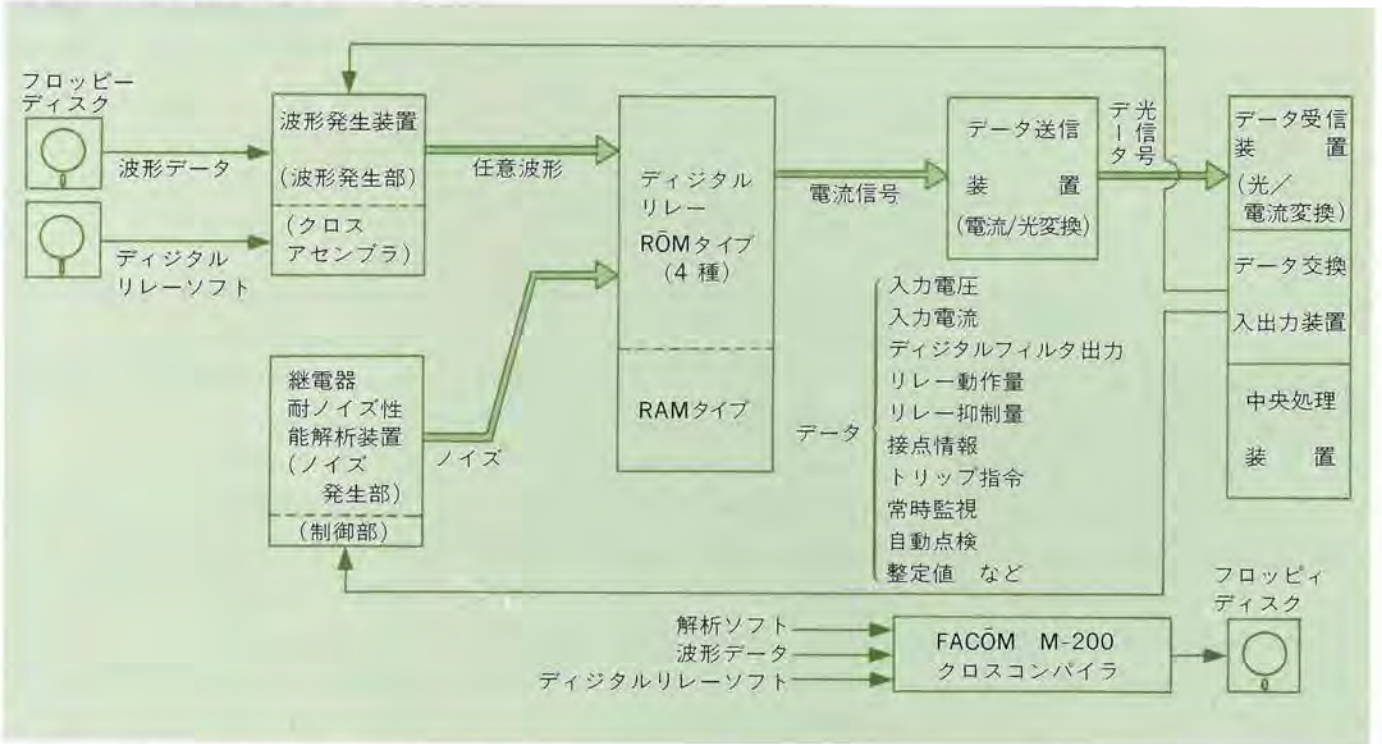 フロッピー
ディスク
波形データ
ディジタル
リレーソフト
波形発生装置
(波形発生部)
(クロス
アセンブラ)
任意波形
継電器
耐ノイズ性
能解析装置
(ノイズ
発生部)
(制御部)
ノイズ
ディジタル
リレー
ROMタイプ
(4 種)
RAMタイプ
電流信号
データ送信
装 置
(電流/光変換)
光信号
データ
データ受信
装 置
(光/
電流変換)
データ交換
入出力装置
中央処理
装 置
データ
入力電圧
入力電流
ディジタルフィルタ出力
リレー動作量
リレー抑制量
接点情報
トリップ指令
常時監視
自動点検
整定値 など
解析ソフト
波形データ
ディジタルリレーソフト
FACOM M-200
クロスコンパイラ
フロッピィ
ディスク